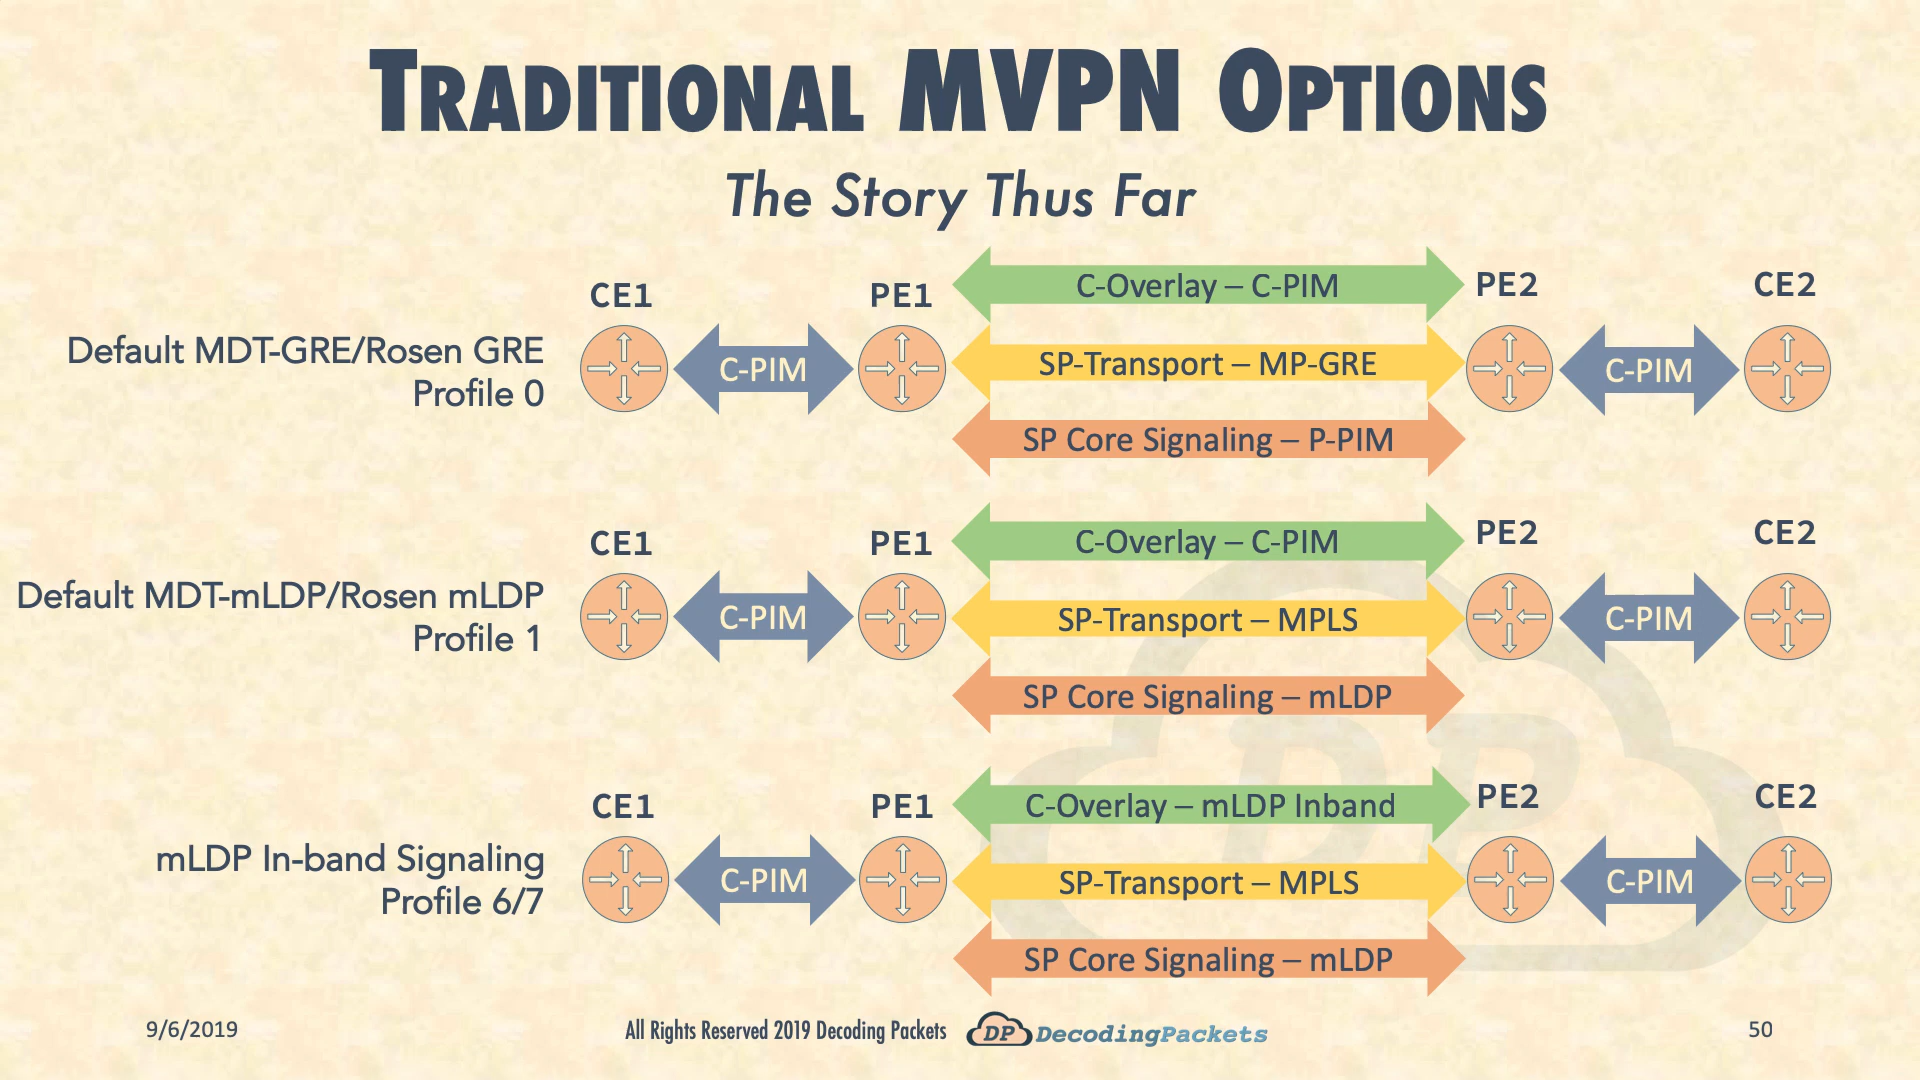 TRADITIONAL MVPN OPTIONS
The Story Thus Far
Default MDT-GRE/Rosen GRE
Profile 0
CE1
C-PIM
PE1
C-Overlay – C-PIM
SP-Transport – MP-GRE
SP Core Signaling – P-PIM
PE2
C-PIM
CE2
Default MDT-mLDP/Rosen mLDP
Profile 1
CE1
C-PIM
PE1
C-Overlay – C-PIM
SP-Transport – MPLS
SP Core Signaling – mLDP
PE2
C-PIM
CE2
mLDP In-band Signaling
Profile 6/7
CE1
C-PIM
PE1
C-Overlay – mLDP Inband
SP-Transport – MPLS
SP Core Signaling – mLDP
PE2
C-PIM
CE2
DP
9/6/2019
All Rights Reserved 2019 Decoding Packets
DP DecodingPackets
50